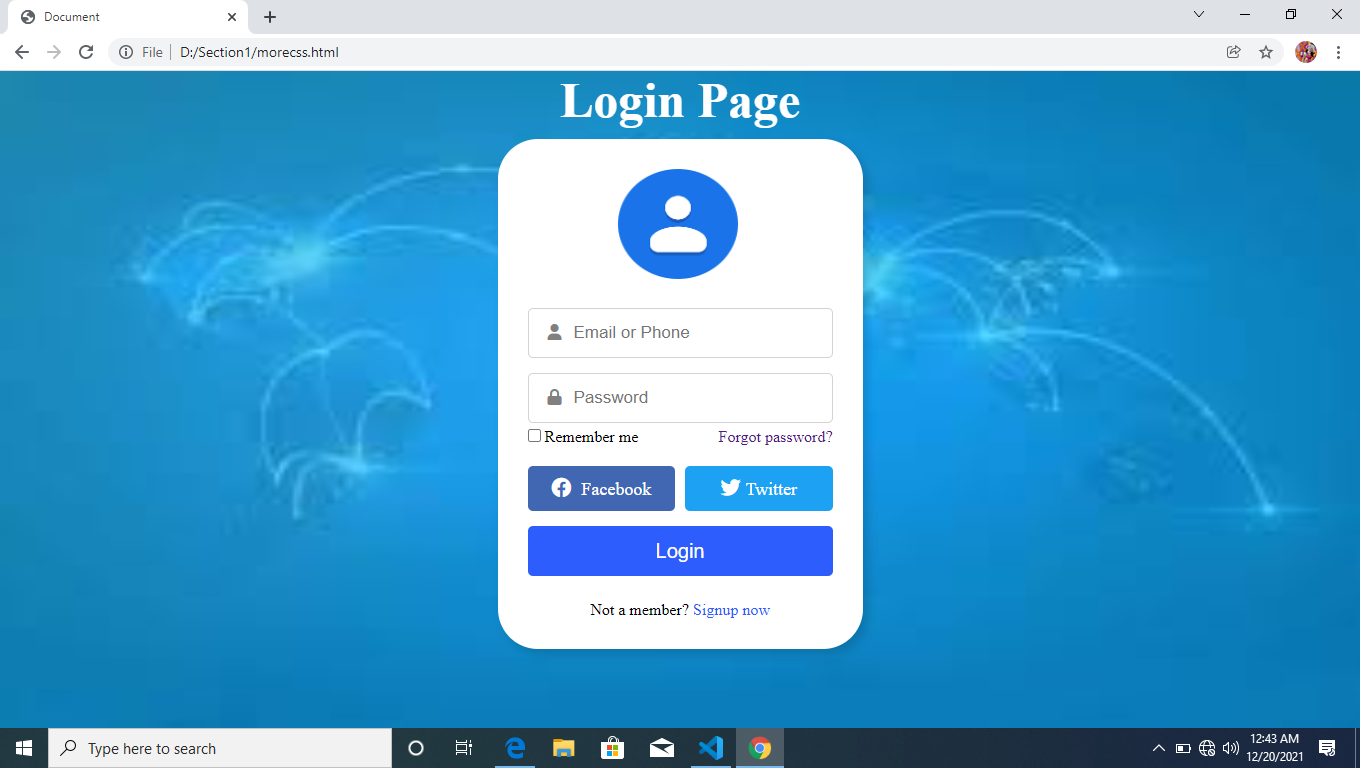 Document
File D:/Section1/morecss.html
Login Page
Email or Phone
Password
Remember me Forgot password?
Facebook Twitter
Login
Not a member? Signup now
Type here to search
12:43 AM
12/20/2021